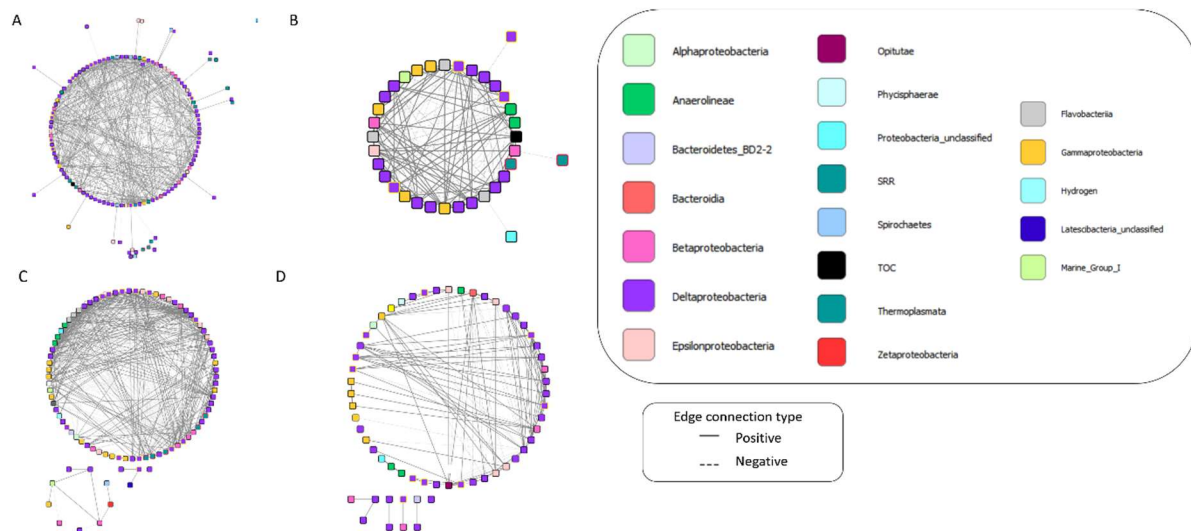 A
B
C
D
Alphaproteobacteria
Anaerolineae
Bacteroidetes_BD2-2
Bacteroidia
Betaproteobacteria
Deltaproteobacteria
Epsilonproteobacteria
Opitutae
Phycisphaerae
Proteobacteria_unclassified
SRR
Spirochaetes
TOC
Thermoplasmata
Zetaproteobacteria
Flavobacteriia
Gammaproteobacteria
Hydrogen
Latescibacteria_unclassified
Marine_Group_I
Edge connection type
Positive
Negative